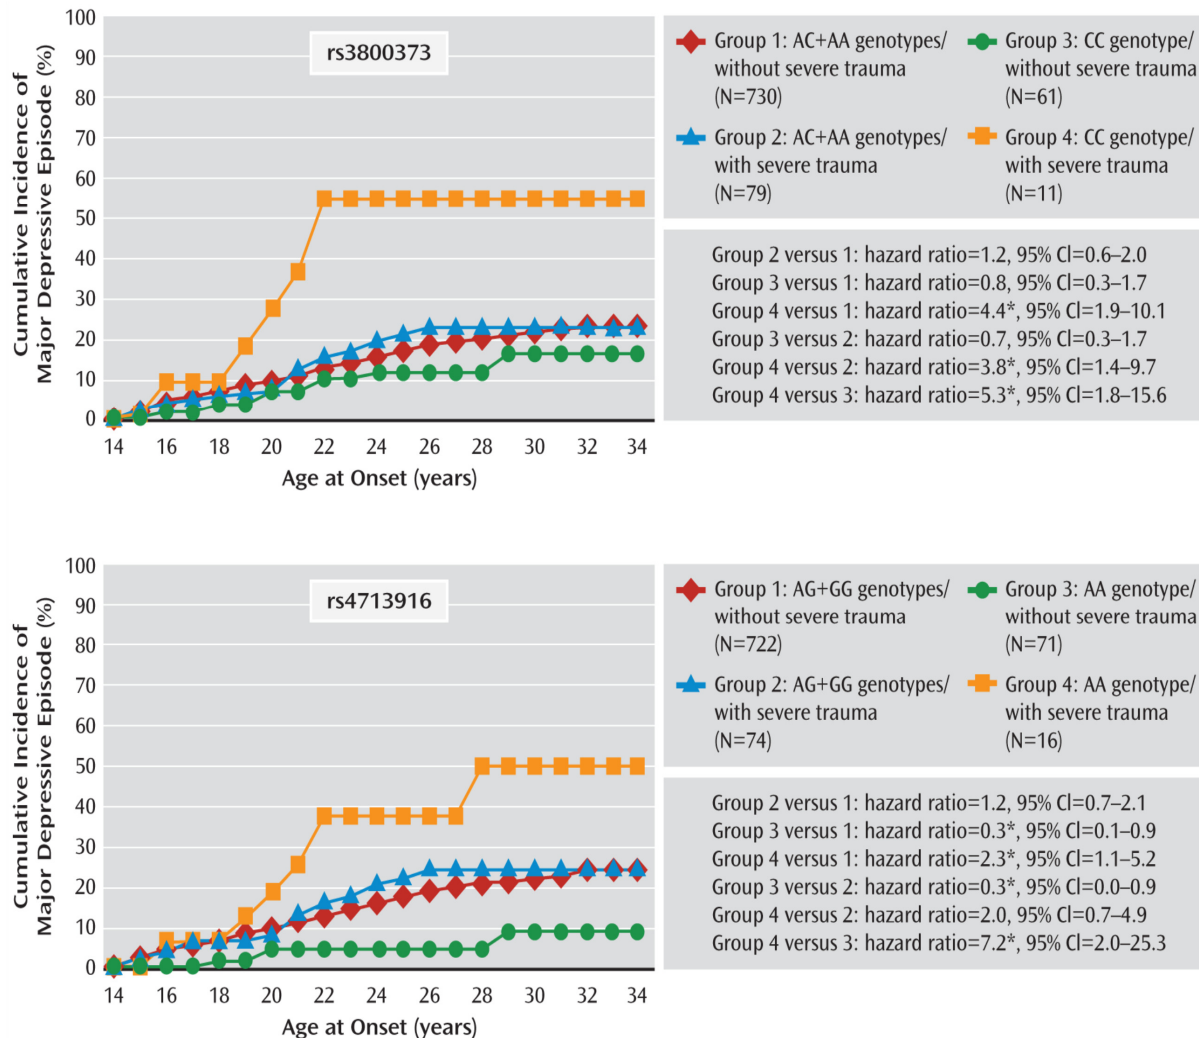 rs3800373
Cumulative Incidence of
Major Depressive Episode (%)
100
90
80
70
60
50
40
30
20
10
0
14 16 18 20 22 24 26 28 30 32 34
Age at Onset (years)
Group 1: AC+AA genotypes/
without severe trauma
(N=730)
Group 2: AC+AA genotypes/
with severe trauma
(N=79)
Group 3: CC genotype/
without severe trauma
(N=61)
Group 4: CC genotype/
with severe trauma
(N=11)
Group 2 versus 1: hazard ratio=1.2, 95% CI=0.6–2.0
Group 3 versus 1: hazard ratio=0.8, 95% CI=0.3–1.7
Group 4 versus 1: hazard ratio=4.4*, 95% CI=1.9–10.1
Group 3 versus 2: hazard ratio=0.7, 95% CI=0.3–1.7
Group 4 versus 2: hazard ratio=3.8*, 95% CI=1.4–9.7
Group 4 versus 3: hazard ratio=5.3*, 95% CI=1.8–15.6
rs4713916
Cumulative Incidence of
Major Depressive Episode (%)
100
90
80
70
60
50
40
30
20
10
0
14 16 18 20 22 24 26 28 30 32 34
Age at Onset (years)
Group 1: AG+GG genotypes/
without severe trauma
(N=722)
Group 2: AG+GG genotypes/
with severe trauma
(N=74)
Group 3: AA genotype/
without severe trauma
(N=71)
Group 4: AA genotype/
with severe trauma
(N=16)
Group 2 versus 1: hazard ratio=1.2, 95% CI=0.7–2.1
Group 3 versus 1: hazard ratio=0.3*, 95% CI=0.1–0.9
Group 4 versus 1: hazard ratio=2.3*, 95% CI=1.1–5.2
Group 3 versus 2: hazard ratio=0.3*, 95% CI=0.0–0.9
Group 4 versus 2: hazard ratio=2.0, 95% CI=0.7–4.9
Group 4 versus 3: hazard ratio=7.2*, 95% CI=2.0–25.3